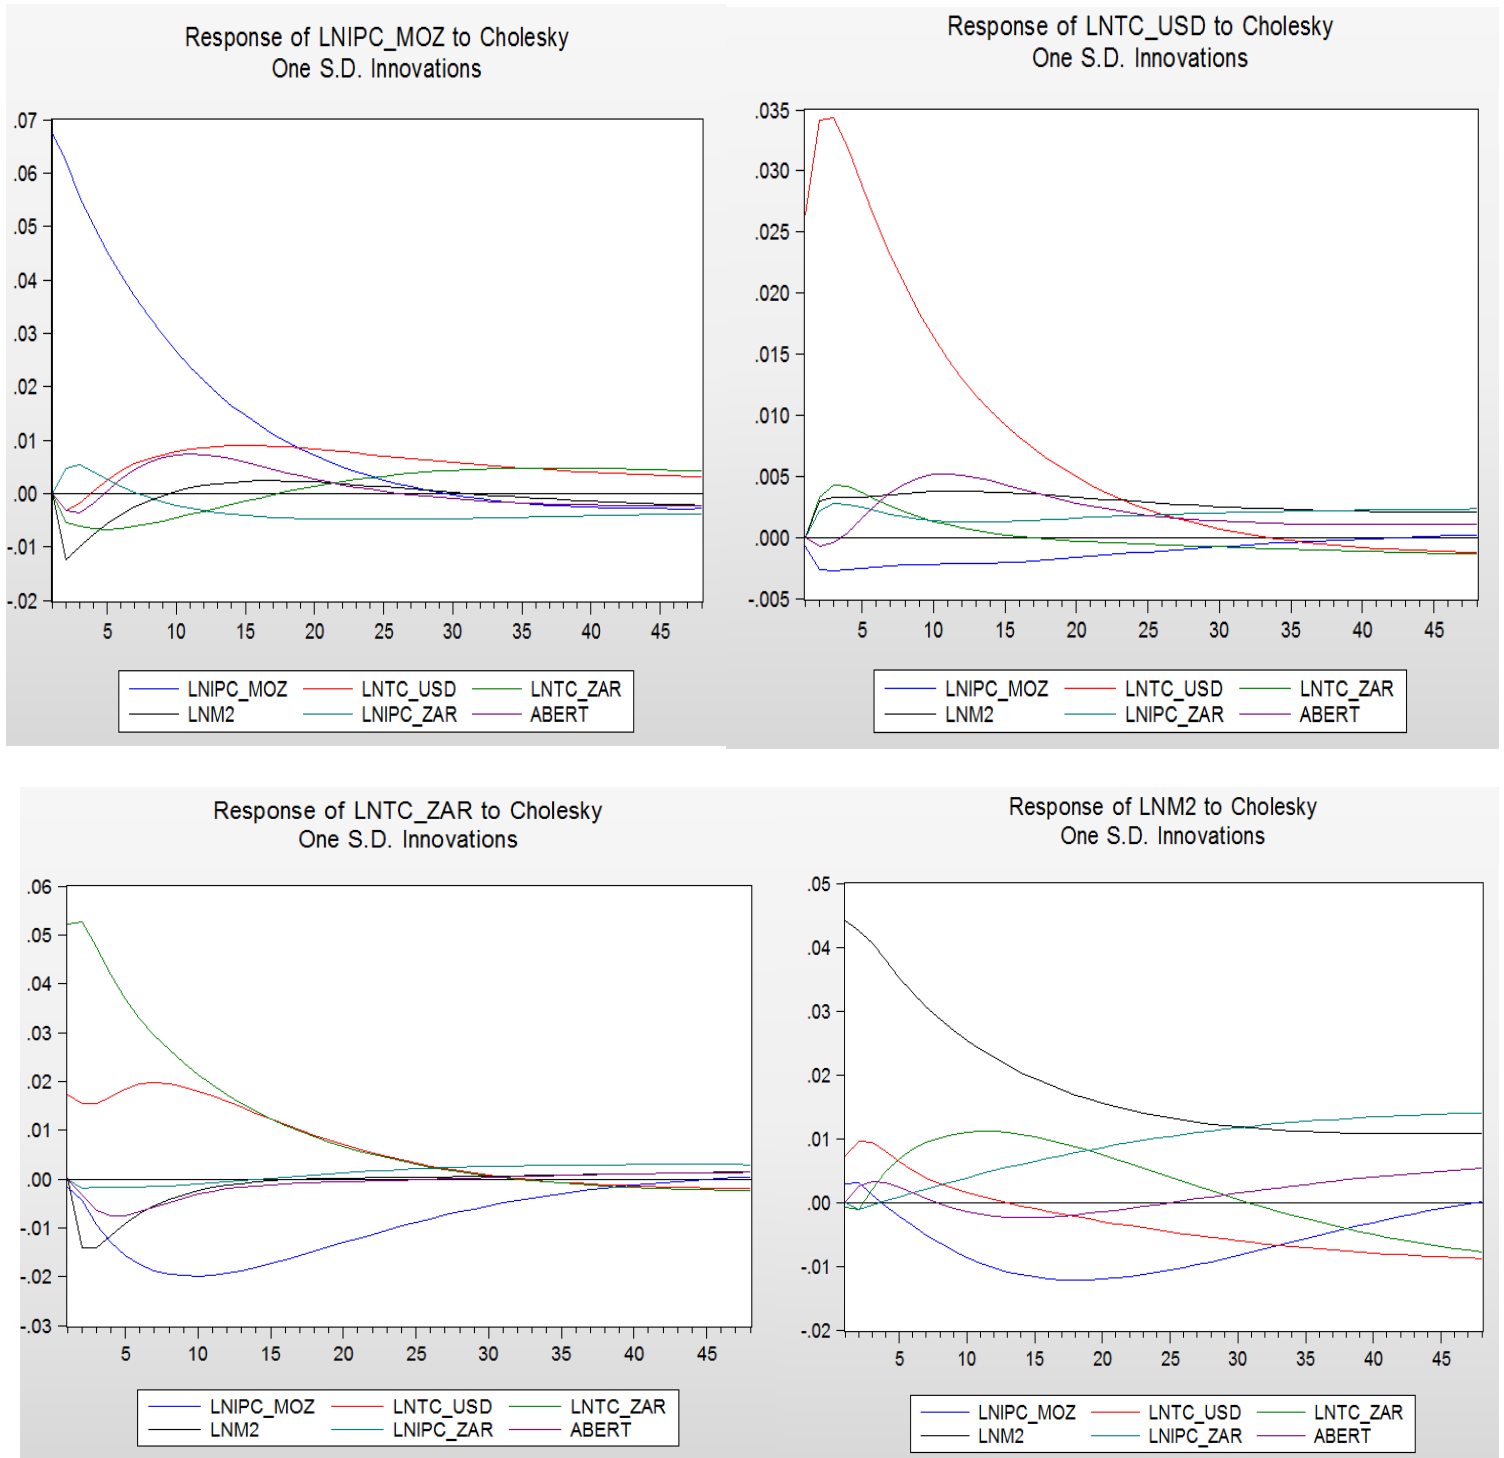 Response of LNIPC_MOZ to Cholesky
One S.D. Innovations
.07
.06
.05
.04
.03
.02
.01
.00
-.01
-.02
5 10 15 20 25 30 35 40 45
LNIPC_MOZ LNTC_USD LNTC_ZAR
LNM2 LNIPC_ZAR ABERT
Response of LNTC_USD to Cholesky
One S.D. Innovations
.035
.030
.025
.020
.015
.010
.005
.000
-.005
5 10 15 20 25 30 35 40 45
LNIPC_MOZ LNTC_USD LNTC_ZAR
LNM2 LNIPC_ZAR ABERT
Response of LNTC_ZAR to Cholesky
One S.D. Innovations
.06
.05
.04
.03
.02
.01
.00
-.01
-.02
-.03
5 10 15 20 25 30 35 40 45
LNIPC_MOZ LNTC_USD LNTC_ZAR
LNM2 LNIPC_ZAR ABERT
Response of LNM2 to Cholesky
One S.D. Innovations
.05
.04
.03
.02
.01
.00
-.01
-.02
5 10 15 20 25 30 35 40 45
LNIPC_MOZ LNTC_USD LNTC_ZAR
LNM2 LNIPC_ZAR ABERT